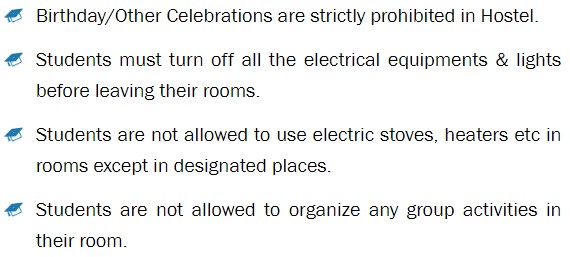 Birthday/Other Celebrations are strictly prohibited in Hostel.
Students must turn off all the electrical equipments & lights
before leaving their rooms.
Students are not allowed to use electric stoves, heaters etc in
rooms except in designated places.
Students are not allowed to organize any group activities in
their room.